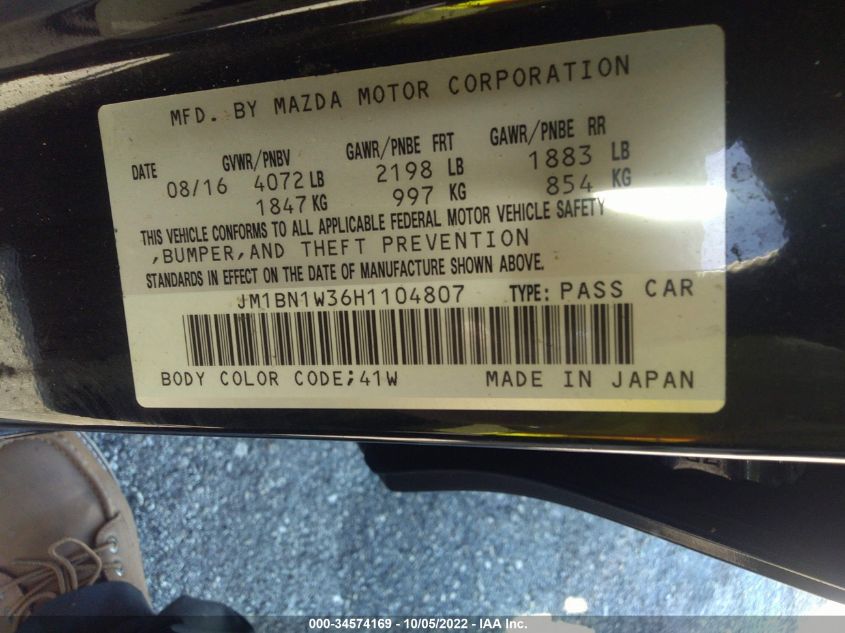 MFD. BY MAZDA MOTOR CORPORATION
DATE GVWR/PNBV GAWR/PNBE FRT GAWR/PNBE RR
08/16 4072 LB 2198 LB 1883 LB
1847 KG 997 KG 854 KG
THIS VEHICLE CONFORMS TO ALL APPLICABLE FEDERAL MOTOR VEHICLE SAFETY
,BUMPER,AND THEFT PREVENTION
STANDARDS IN EFFECT ON THE DATE OF MANUFACTURE SHOWN ABOVE.
JM1BN1W36H1104807 TYPE: PASS CAR
BODY COLOR CODE;41W MADE IN JAPAN
000-34574169 - 10/05/2022 - IAA Inc.